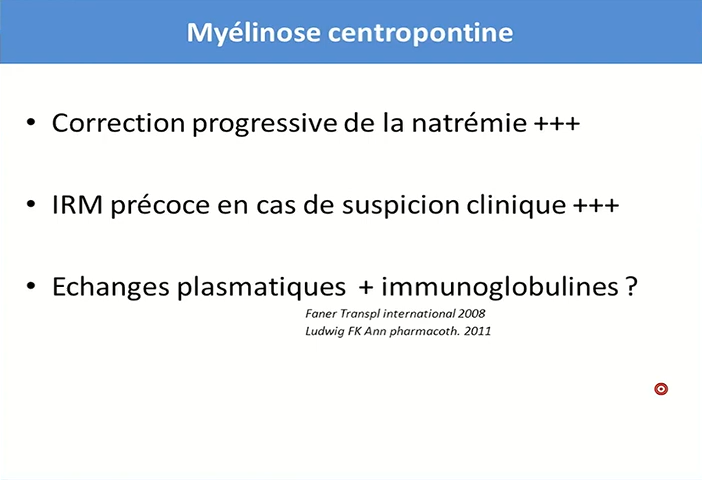 Myélinose centropontine
• Correction progressive de la natrémie +++
• IRM précoce en cas de suspicion clinique +++
• Echanges plasmatiques + immunoglobulines ?
Faner Transpl international 2008
Ludwig FK Ann pharmacoth. 2011